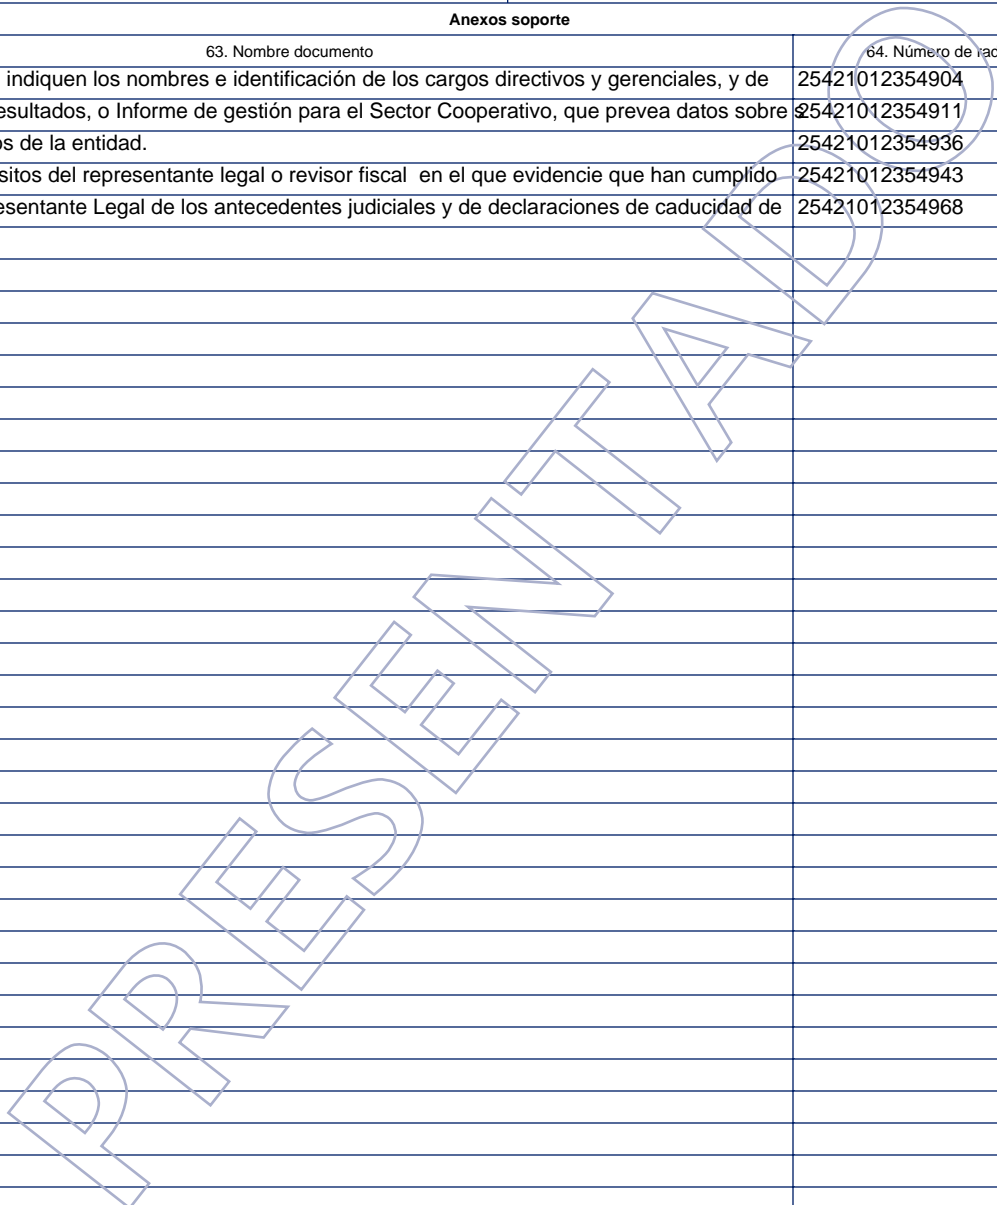 Anexos soporte
63. Nombre documento 64. Número de rad
indiquen los nombres e identificación de los cargos directivos y gerenciales, y de 25421012354904
esultados, o Informe de gestión para el Sector Cooperativo, que prevea datos sobre s 25421012354911
os de la entidad. 25421012354936
sitos del representante legal o revisor fiscal en el que evidencie que han cumplido 25421012354943
esentante Legal de los antecedentes judiciales y de declaraciones de caducidad de 25421012354968
PRESENTADO